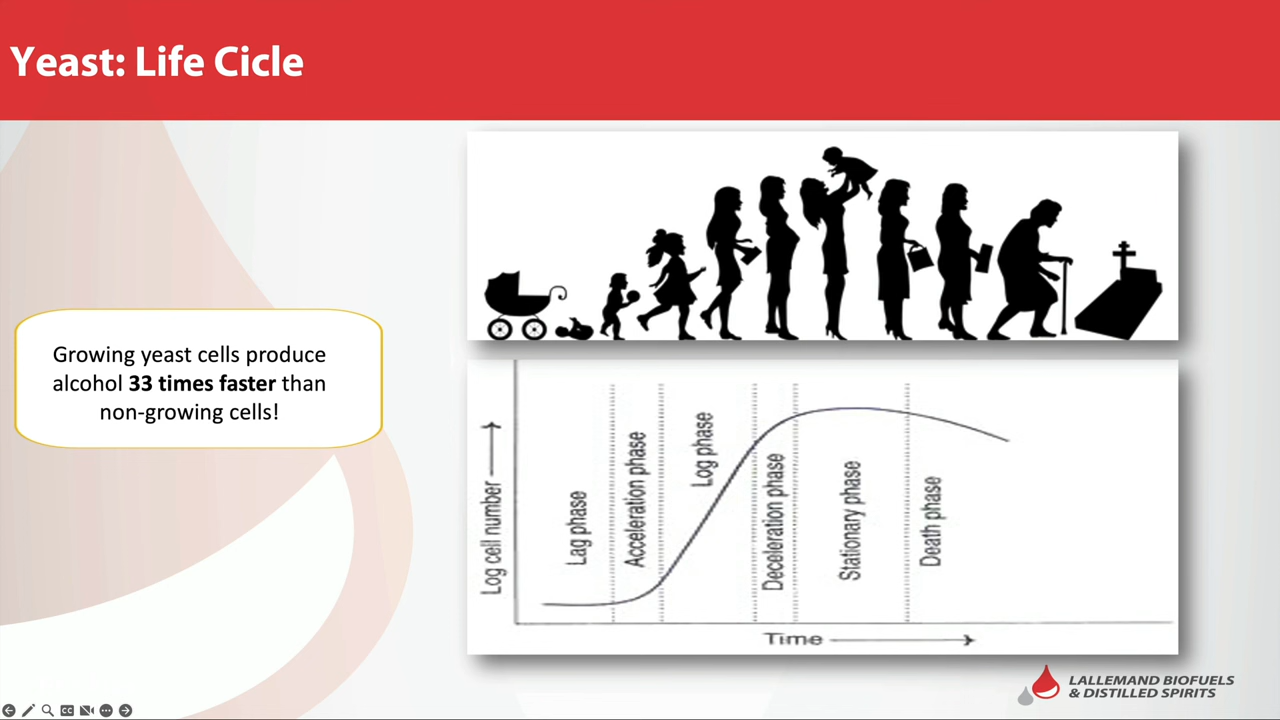 Yeast: Life Cicle
Growing yeast cells produce
alcohol 33 times faster than
non-growing cells!
Log cell number
Lag phase
Acceleration phase
Log phase
Deceleration phase
Stationary phase
Death phase
Time
LALLEMAND BIOFUELS
& DISTILLED SPIRITS
CC